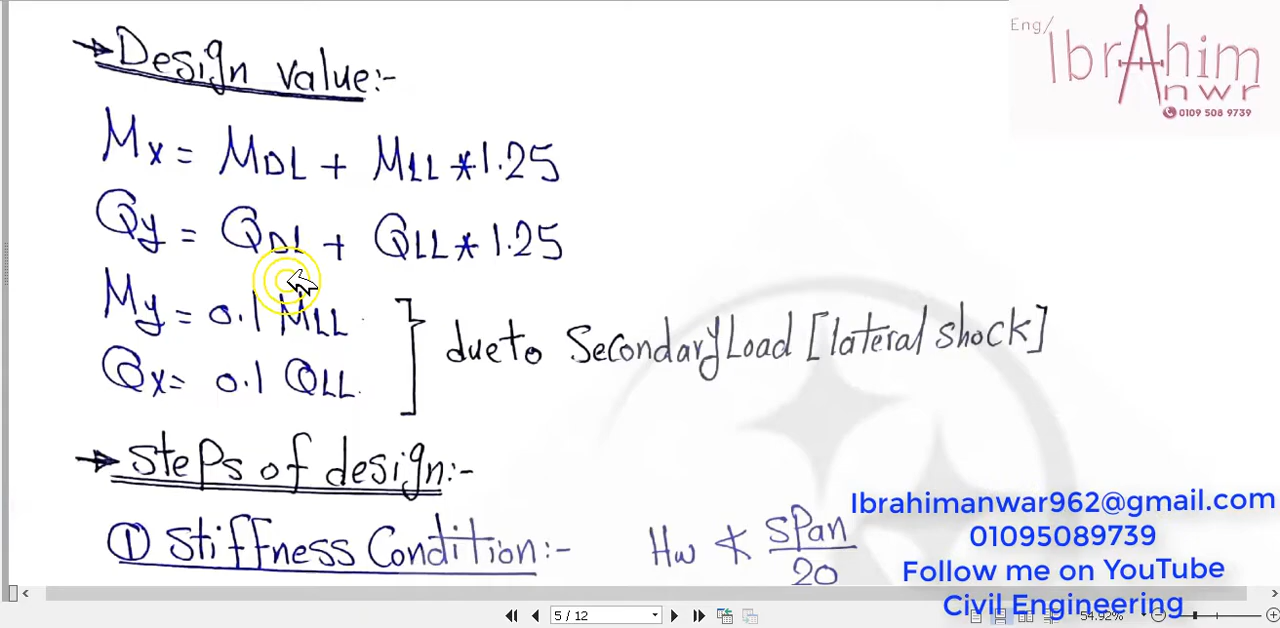 Eng/
IbrAhim
Anwr
0109 508 9739
→ Design value:-
Mx = MDL + MLL * 1.25
Qy = QDL + QLL * 1.25
My = 0.1 MLL
Qx = 0.1 QLL
due to Secondary Load [lateral shock]
→ Steps of design:-
① Stiffness Condition:- Hw ≮ span/20
Ibrahimanwar962@gmail.com
01095089739
Follow me on YouTube
Civil Engineering
5 / 12
54.92%